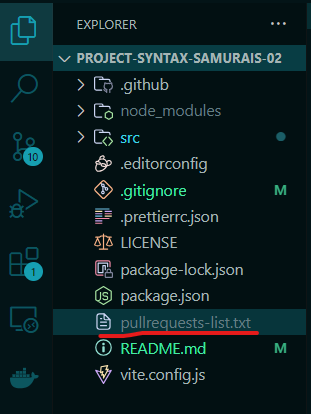 EXPLORER
PROJECT-SYNTAX-SAMURAIS-02
.github
node_modules
src
.editorconfig
.gitignore M
.prettierrc.json
LICENSE
package-lock.json
package.json
pullrequests-list.txt
README.md M
vite.config.js
10
1